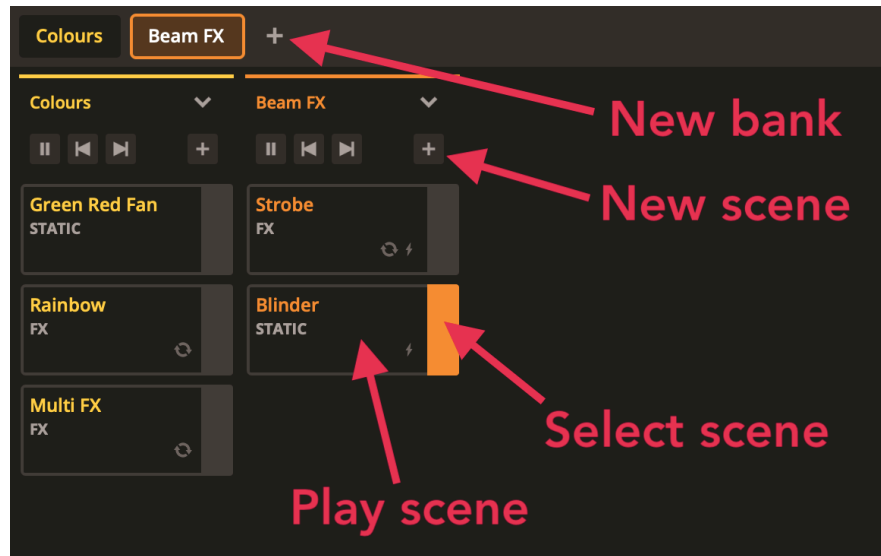 Colours
Beam FX
Colours
Beam FX
New bank
New scene
Green Red Fan
STATIC
Strobe
FX
Rainbow
FX
Blinder
STATIC
Multi FX
FX
Select scene
Play scene